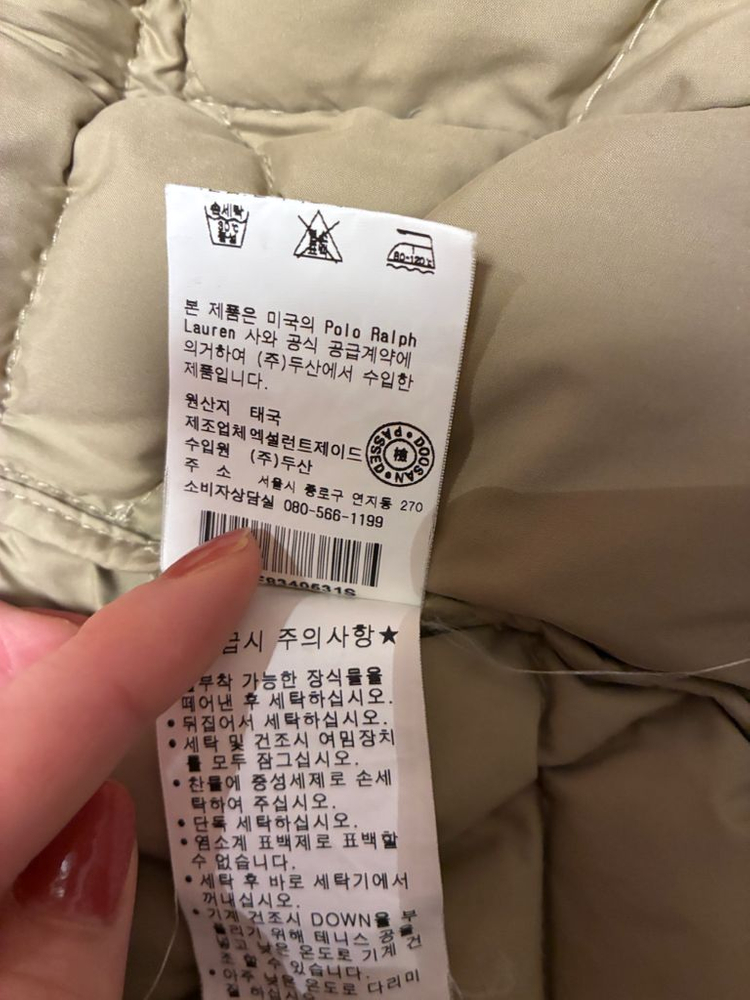 손세탁
30℃
중성
염소
표백
80-120℃
본 제품은 미국의 Polo Ralph
Lauren 사와 공식 공급계약에
의거하여 (주)두산에서 수입한
제품입니다.
원산지 태국
제조업체 엑설런트제이드
수입원 (주)두산
주 소 서울시 종로구 연지동 270
소비자상담실 080-566-1199
DOOSAN • PASSED •
檢
8340531S
급시 주의사항★
부착 가능한 장식물을
떼어낸 후 세탁하십시오.
• 뒤집어서 세탁하십시오.
• 세탁 및 건조시 여밈장치
를 모두 잠그십시오.
• 찬물에 중성세제로 손세
탁하여 주십시오.
• 단독 세탁하십시오.
• 염소계 표백제로 표백할
수 없습니다.
• 세탁 후 바로 세탁기에서
꺼내십시오.
• 기계 건조시 DOWN을 부
풀리기 위해 테니스 공을
넣고 낮은 온도로 기계 건
조 할 수 있습니다.
• 아주 낮은 온도로 다리미
질 하십시오